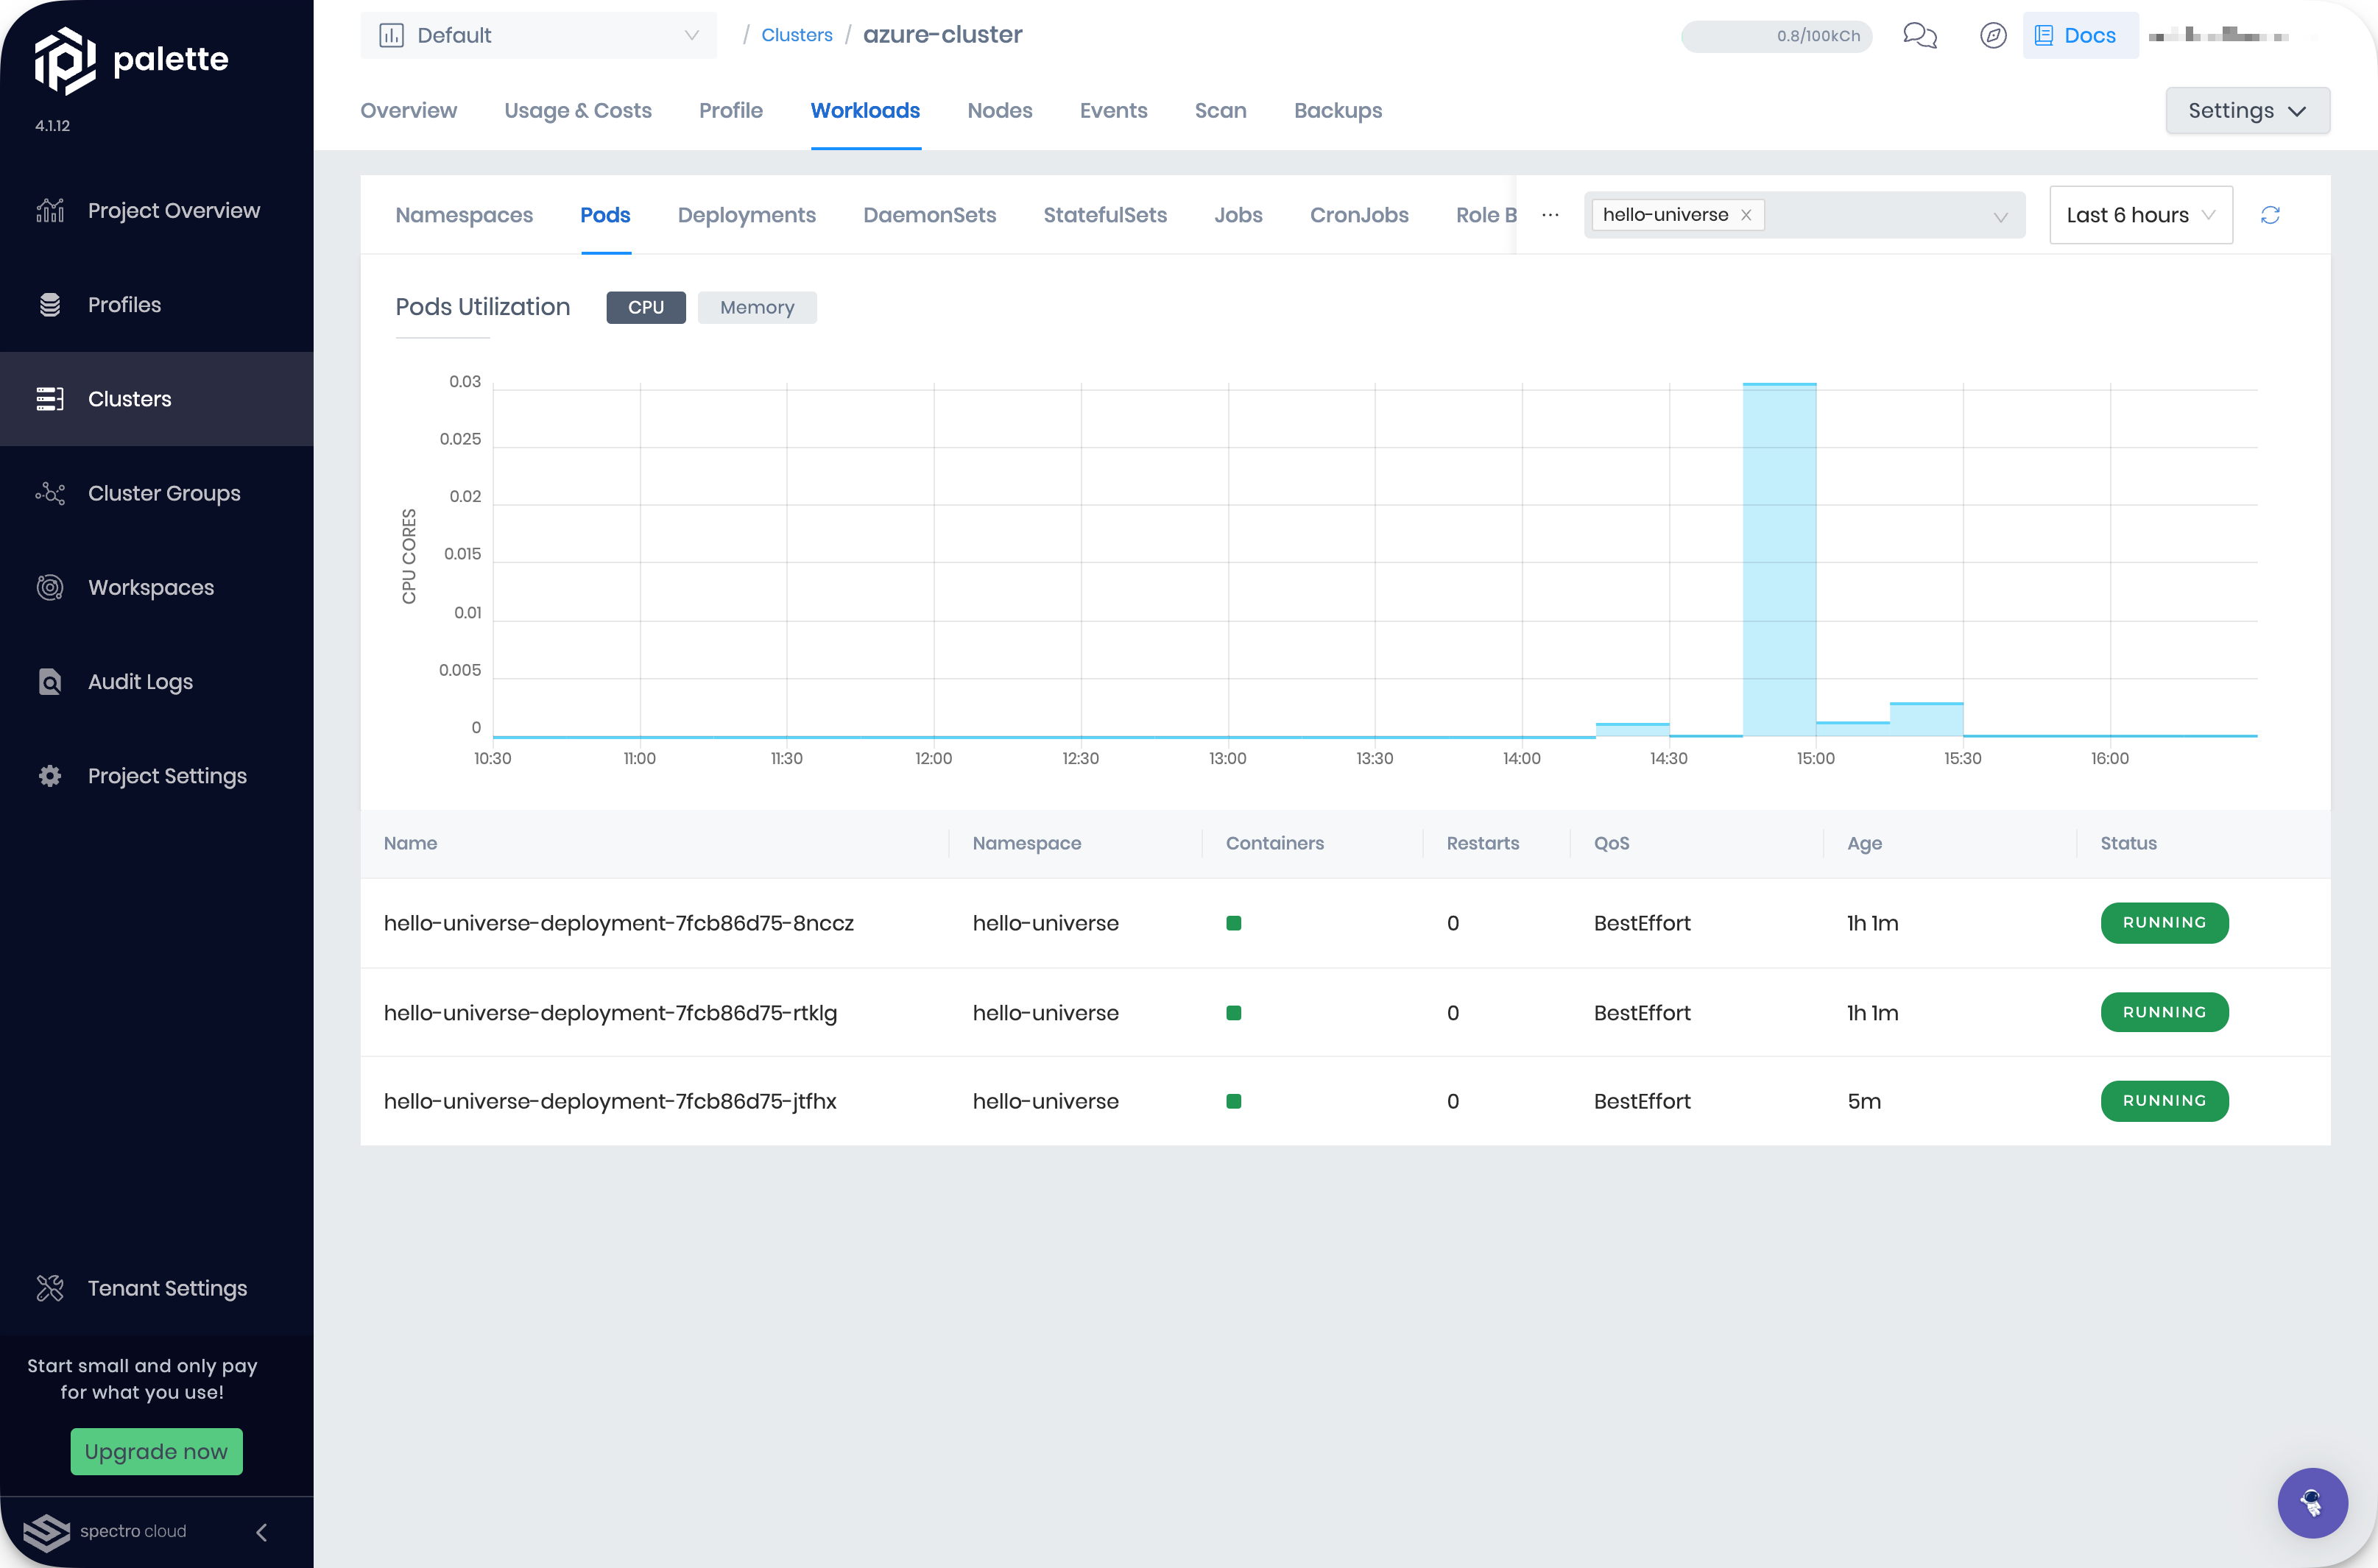 palette
4.1.12
Project Overview
Profiles
Clusters
Cluster Groups
Workspaces
Audit Logs
Project Settings
Tenant Settings
Start small and only pay
for what you use!
Upgrade now
spectro cloud
Default / Clusters / azure-cluster 0.8/100kCh Docs
Overview Usage & Costs Profile Workloads Nodes Events Scan Backups Settings
Namespaces Pods Deployments DaemonSets StatefulSets Jobs CronJobs Role B ... hello-universe Last 6 hours
Pods Utilization CPU Memory
CPU CORES
0.03
0.025
0.02
0.015
0.01
0.005
0
10:30 11:00 11:30 12:00 12:30 13:00 13:30 14:00 14:30 15:00 15:30 16:00
Name Namespace Containers Restarts QoS Age Status
hello-universe-deployment-7fcb86d75-8nccz hello-universe 0 BestEffort 1h 1m RUNNING
hello-universe-deployment-7fcb86d75-rtklg hello-universe 0 BestEffort 1h 1m RUNNING
hello-universe-deployment-7fcb86d75-jtfhx hello-universe 0 BestEffort 5m RUNNING